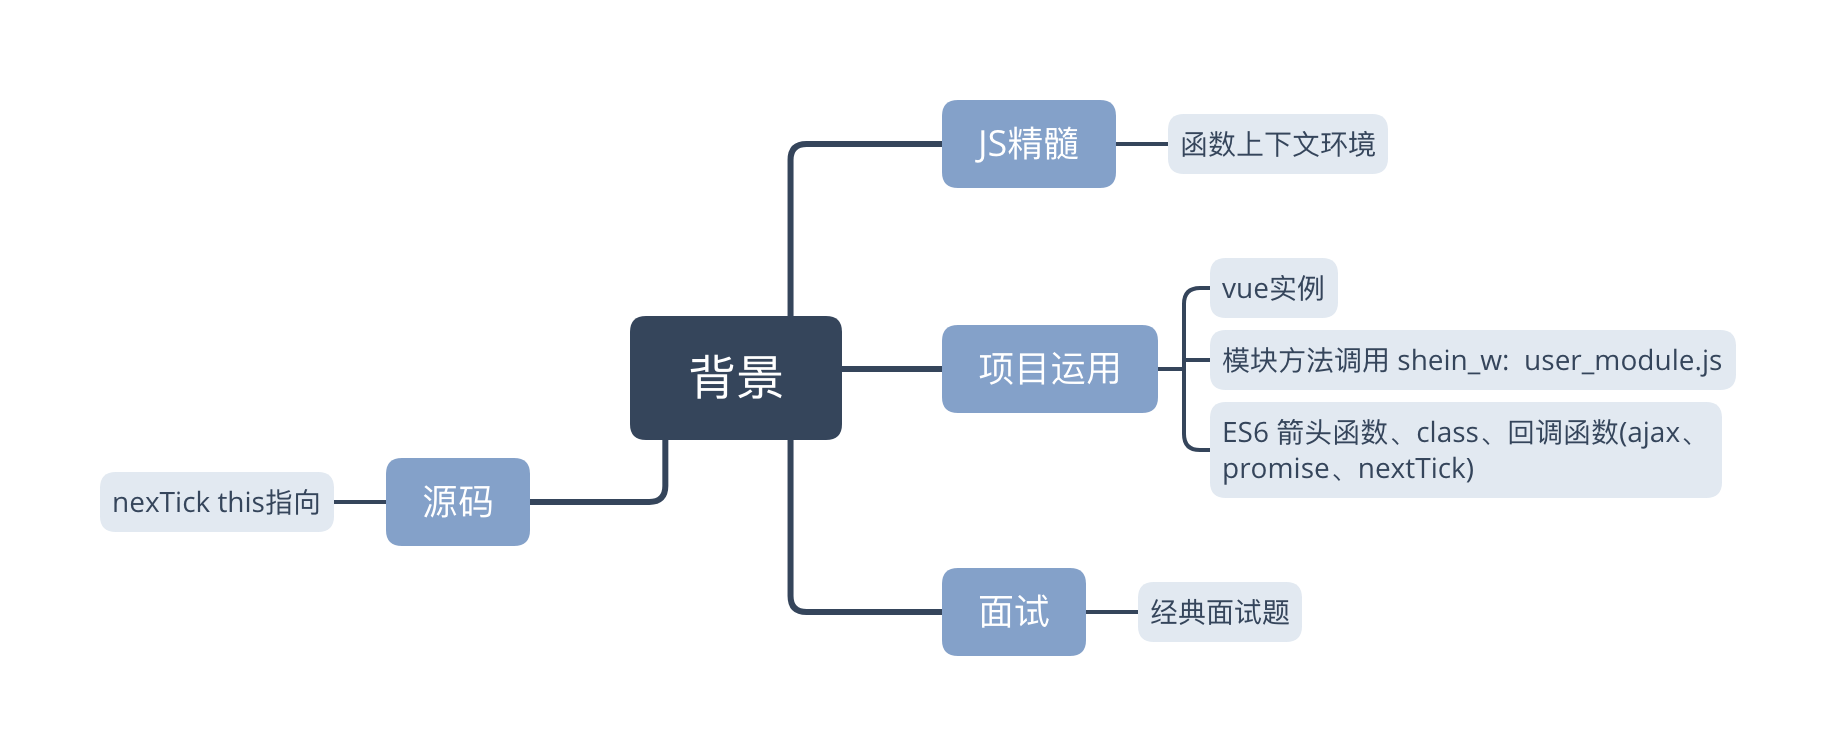 JS精髓
函数上下文环境
vue实例
背景
项目运用
模块方法调用 shein_w:  user_module.js
ES6 箭头函数、class、回调函数(ajax、
promise、nextTick)
nexTick this指向
源码
面试
经典面试题